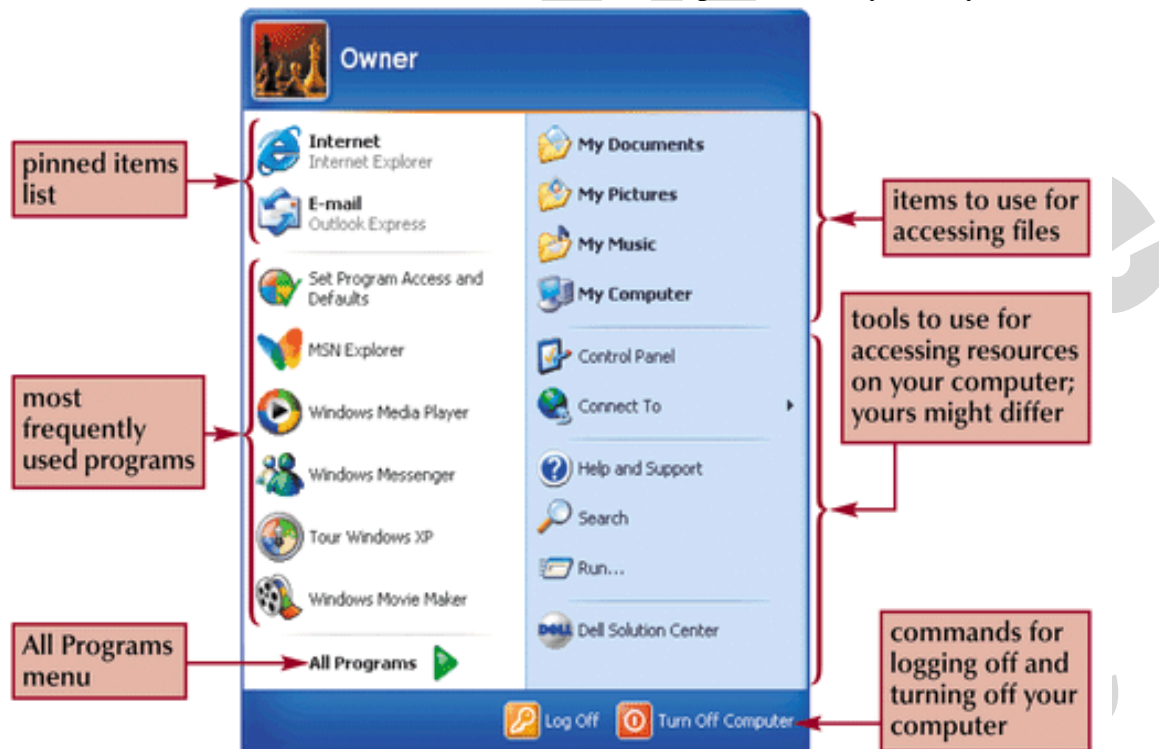 Owner
pinned items
list
Internet
Internet Explorer
E-mail
Outlook Express
Set Program Access and
Defaults
MSN Explorer
most
frequently
used programs
Windows Media Player
Windows Messenger
Tour Windows XP
Windows Movie Maker
All Programs
menu
All Programs
My Documents
My Pictures
My Music
My Computer
items to use for
accessing files
Control Panel
Connect To
Help and Support
Search
Run...
DELL Dell Solution Center
tools to use for
accessing resources
on your computer;
yours might differ
Log Off Turn Off Computer
commands for
logging off and
turning off your
computer